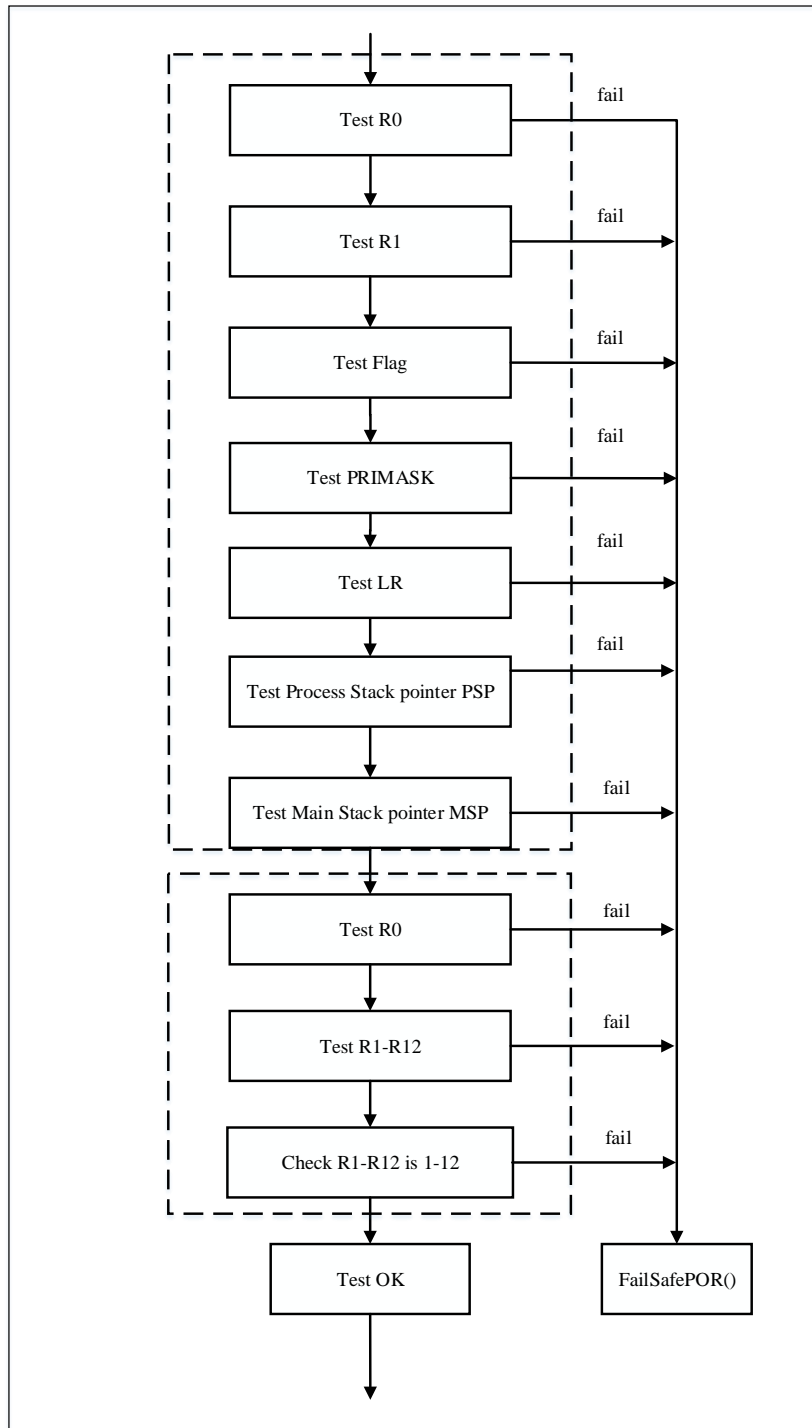 fail
Test R0
fail
Test R1
fail
Test Flag
fail
Test PRIMASK
fail
Test LR
fail
Test Process Stack pointer PSP
fail
Test Main Stack pointer MSP
fail
Test R0
fail
Test R1-R12
fail
Check R1-R12 is 1-12
Test OK
FailSafePOR()